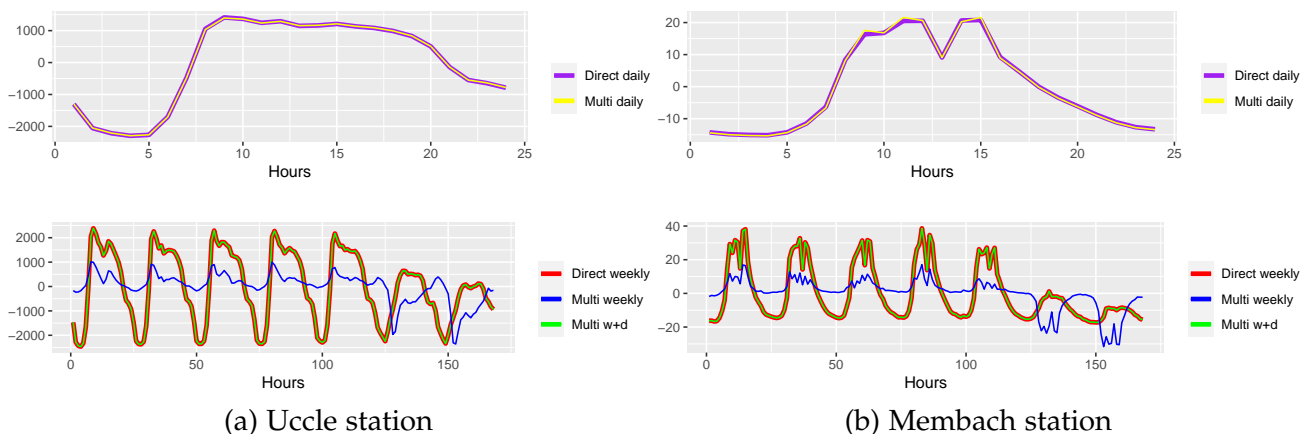 1000
0
−1000
−2000
0
5
10
15
20
25
Hours
Direct daily
Multi daily
20
10
0
−10
0
5
10
15
20
25
Hours
Direct daily
Multi daily
2000
1000
0
−1000
−2000
0
50
100
150
Hours
Direct weekly
Multi weekly
Multi w+d
40
20
0
−20
0
50
100
150
Hours
Direct weekly
Multi weekly
Multi w+d
(a) Uccle station
(b) Membach station